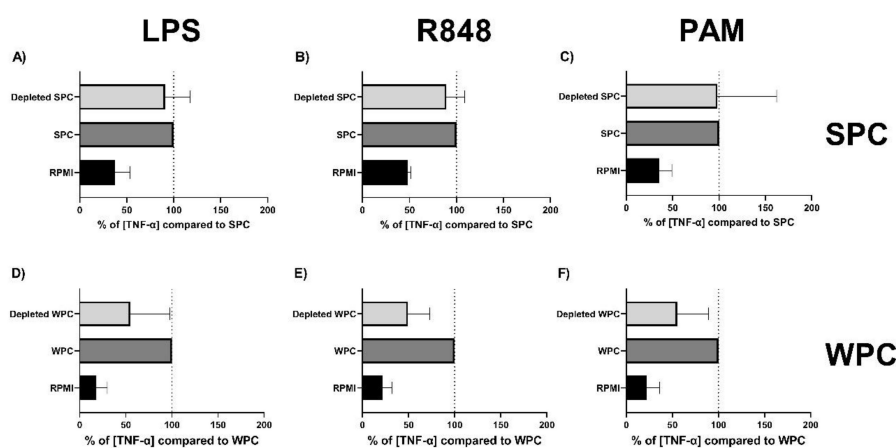 LPS R848 PAM
A) B) C)
Depleted SPC Depleted SPC Depleted SPC
SPC SPC SPC SPC
RPMI RPMI RPMI
0 50 100 150 200 0 50 100 150 200 0 50 100 150 200
% of [TNF-α] compared to SPC % of [TNF-α] compared to SPC % of [TNF-α] compared to SPC
D) E) F)
Depleted WPC Depleted WPC Depleted WPC
WPC WPC WPC WPC
RPMI RPMI RPMI
0 50 100 150 200 0 50 100 150 200 0 50 100 150 200
% of [TNF-α] compared to WPC % of [TNF-α] compared to WPC % of [TNF-α] compared to WPC